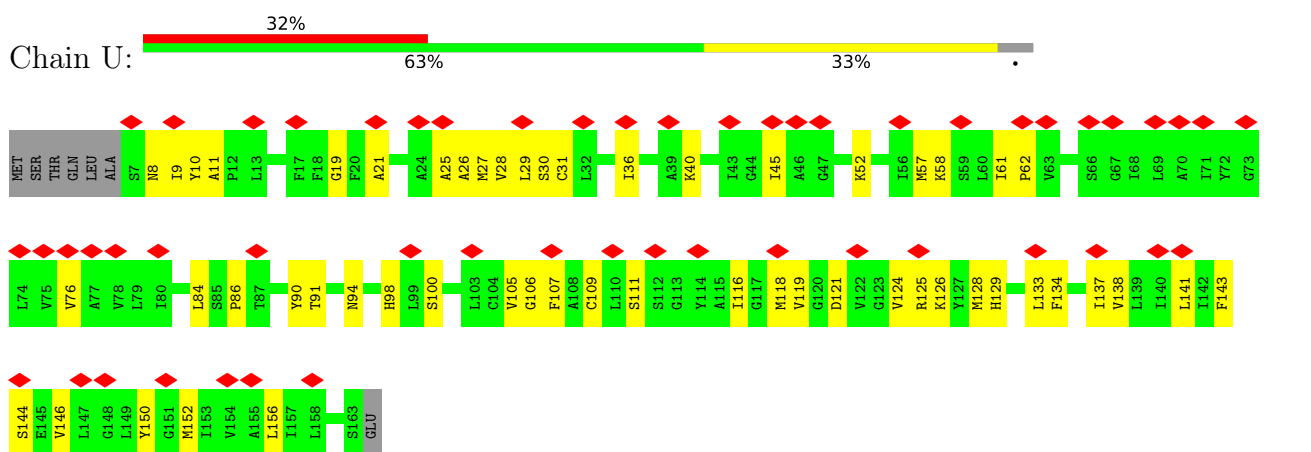 32%
Chain U:
63% 33% •
MET SER THR GLN LEU ALA S7 N8 I9 Y10 A11 P12 L13 F17 F18 G19 F20 A21 A24 A25 A26 M27 V28 L29 S30 C31 L32 I36 A39 K40 I43 G44 I45 A46 G47 K52 I56 M57 K58 S59 L60 I61 P62 V63 S66 G67 I68 L69 A70 I71 Y72 G73
L74 V75 V76 A77 V78 L79 I80 L84 S85 P86 T87 Y90 T91 N94 H98 L99 S100 L103 C104 V105 G106 F107 A108 C109 L110 S111 S112 G113 Y114 A115 I116 G117 M118 V119 G120 D121 V122 G123 V124 R125 K126 Y127 M128 H129 L133 F134 I137 V138 L139 I140 L141 I142 F143
S144 E145 V146 L147 G148 L149 Y150 G151 M152 I153 V154 A155 L156 I157 L158 S163 GLU